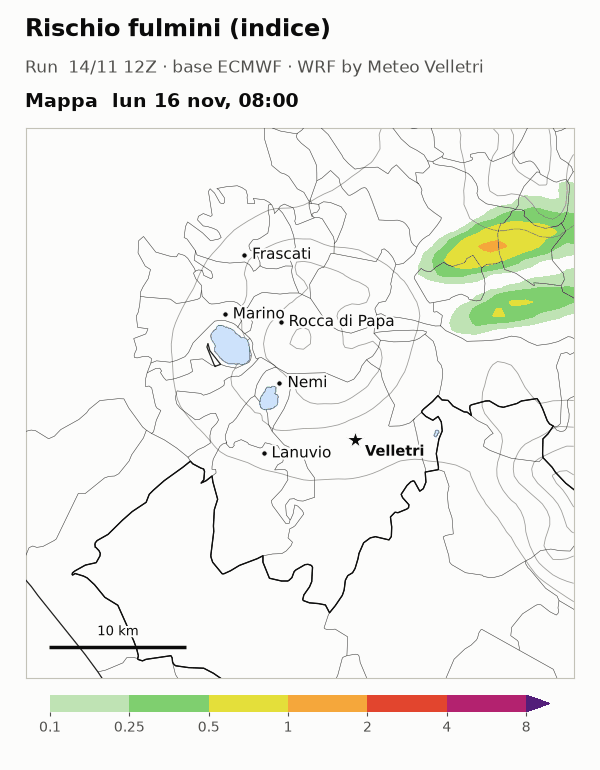 Rischio fulmini (indice)
Run  14/11 12Z · base ECMWF · WRF by Meteo Velletri
Mappa  lun 16 nov, 08:00
Frascati
Marino
Rocca di Papa
Nemi
Velletri
Lanuvio
10 km
0.1 0.25 0.5 1 2 4 8